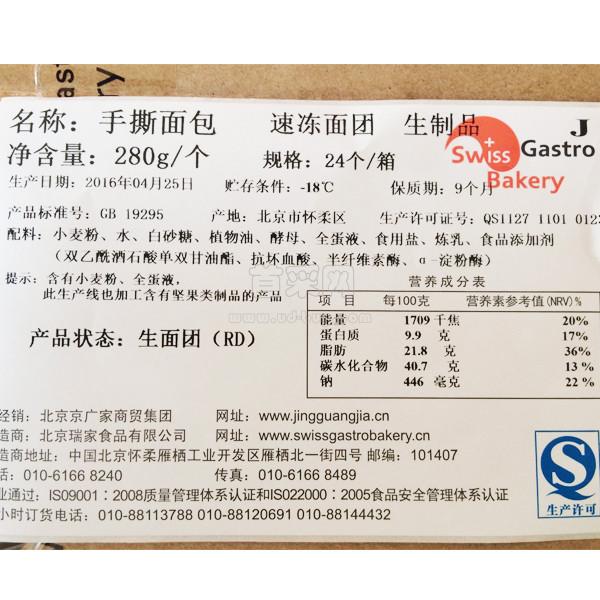 名称：手撕面包 速冻面团 生制品 J
Swiss Gastro
Bakery
净含量：280g/个 规格：24个/箱
生产日期：2016年04月25日 贮存条件：-18℃ 保质期：9个月
产品标准号：GB 19295 产地：北京市怀柔区 生产许可证号：QS1127 1101 0123
配料：小麦粉、水、白砂糖、植物油、酵母、全蛋液、食用盐、炼乳、食品添加剂
（双乙酰酒石酸单双甘油酯、抗坏血酸、半纤维素酶、α-淀粉酶）
提示：含有小麦粉、全蛋液，
此生产线也加工含有坚果类制品的产品
营养成分表
项 目 每100克 营养素参考值(NRV)%
能量 1709 千焦 20%
蛋白质 9.9 克 17%
脂肪 21.8 克 36%
碳水化合物 40.7 克 13 %
钠 446 毫克 22 %
产品状态：生面团（RD）
经销：北京京广家商贸集团 网址：www.jingguangjia.cn
造商：北京瑞家食品有限公司 网址：www.swissgastrobakery.cn
造商地址：中国北京怀柔雁栖工业开发区雁栖北一街四号 邮编：101407
话：010-6166 8240 传真：010-6166 8489
业通过：ISO9001：2008质量管理体系认证和ISO22000：2005食品安全管理体系认证
小时订货电话：010-88113788 010-88120691 010-88144432
生产许可